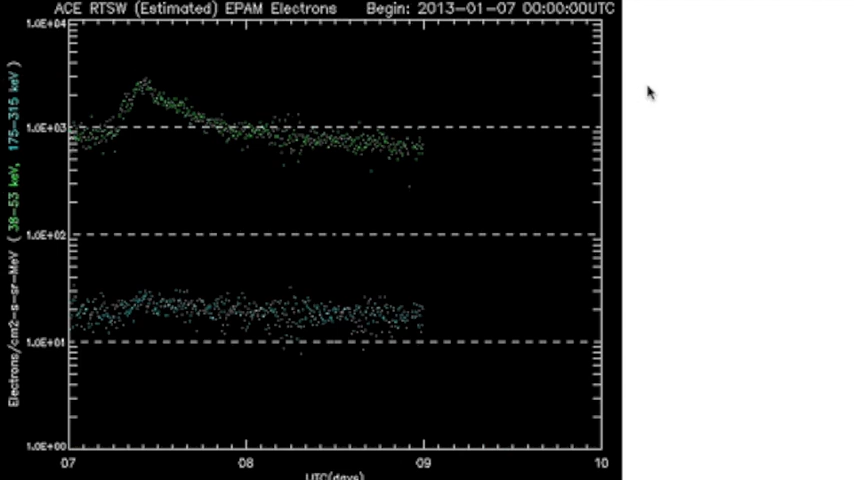 ACE RTSW (Estimated) EPAM Electrons Begin: 2013-01-07 00:00:00UTC
Electrons/cm2-s-sr-MeV ( 38-53 keV, 175-315 keV )
1.0E+04
1.0E+03
1.0E+02
1.0E+01
1.0E+00
07 08 09 10
UTC(days)